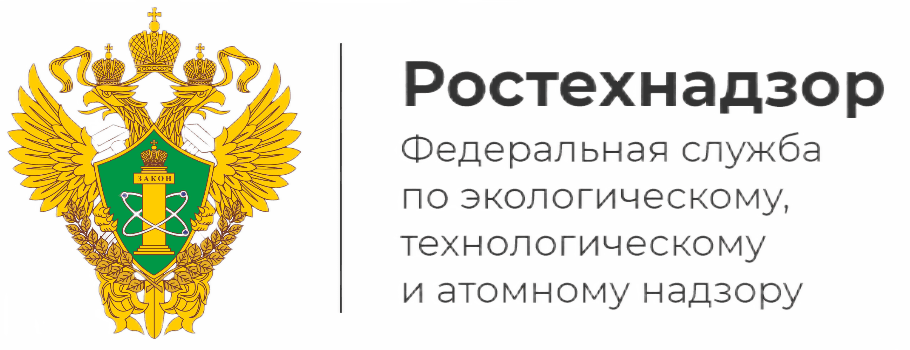 ЗАКОН
Ростехнадзор
Федеральная служба
по экологическому,
технологическому
и атомному надзору